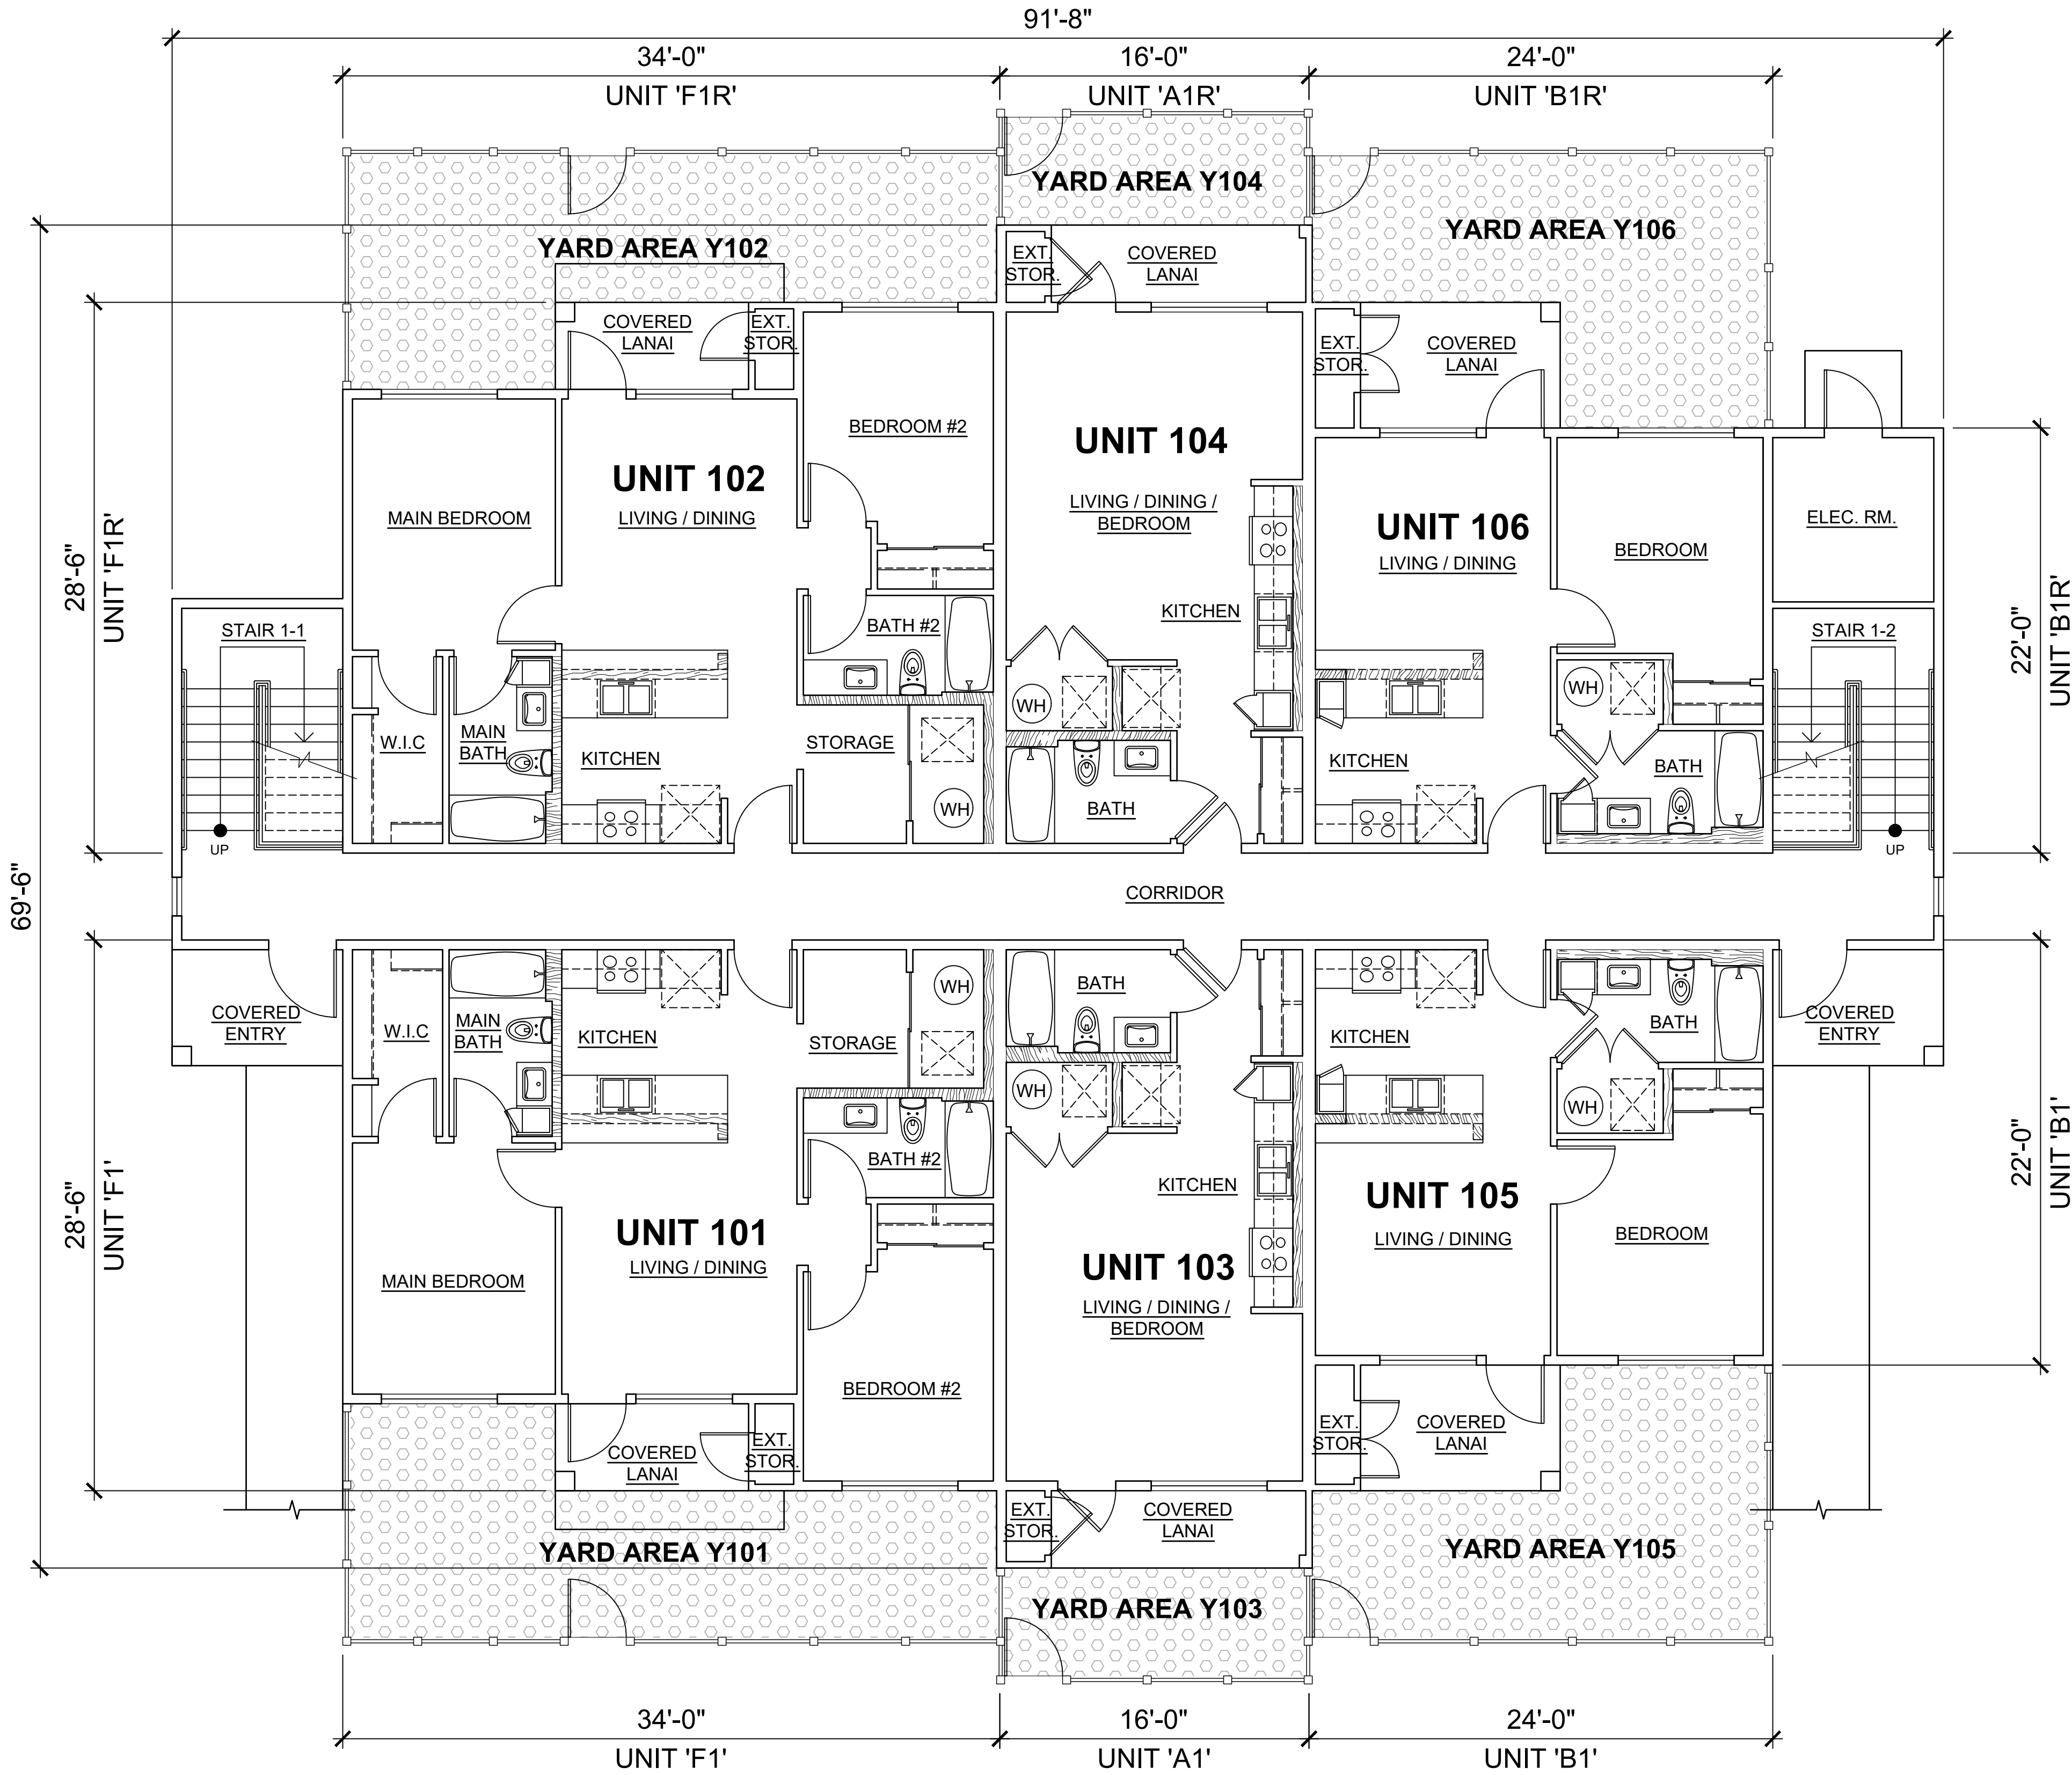 91'-8"
34'-0"
16'-0"
24'-0"
UNIT 'F1R'
UNIT 'A1R'
UNIT 'B1R'
YARD AREA Y104
YARD AREA Y102
YARD AREA Y106
EXT.
STOR.
COVERED
LANAI
COVERED
LANAI
EXT.
STOR.
EXT.
STOR.
COVERED
LANAI
BEDROOM #2
UNIT 104
UNIT 102
MAIN BEDROOM
LIVING / DINING
LIVING / DINING /
BEDROOM
UNIT 106
LIVING / DINING
BEDROOM
ELEC. RM.
28'-6"
UNIT 'F1R'
22'-0"
UNIT 'B1R'
STAIR 1-1
BATH #2
KITCHEN
STAIR 1-2
WH
WH
W.I.C
MAIN
BATH
KITCHEN
STORAGE
WH
BATH
KITCHEN
BATH
UP
UP
69'-6"
CORRIDOR
COVERED
ENTRY
W.I.C
MAIN
BATH
KITCHEN
STORAGE
WH
BATH
KITCHEN
BATH
COVERED
ENTRY
WH
WH
BATH #2
KITCHEN
28'-6"
UNIT 'F1'
22'-0"
UNIT 'B1'
UNIT 101
LIVING / DINING
MAIN BEDROOM
UNIT 103
LIVING / DINING /
BEDROOM
UNIT 105
LIVING / DINING
BEDROOM
BEDROOM #2
COVERED
LANAI
EXT.
STOR.
EXT.
STOR.
COVERED
LANAI
EXT.
STOR.
COVERED
LANAI
YARD AREA Y101
YARD AREA Y105
YARD AREA Y103
34'-0"
16'-0"
24'-0"
UNIT 'F1'
UNIT 'A1'
UNIT 'B1'